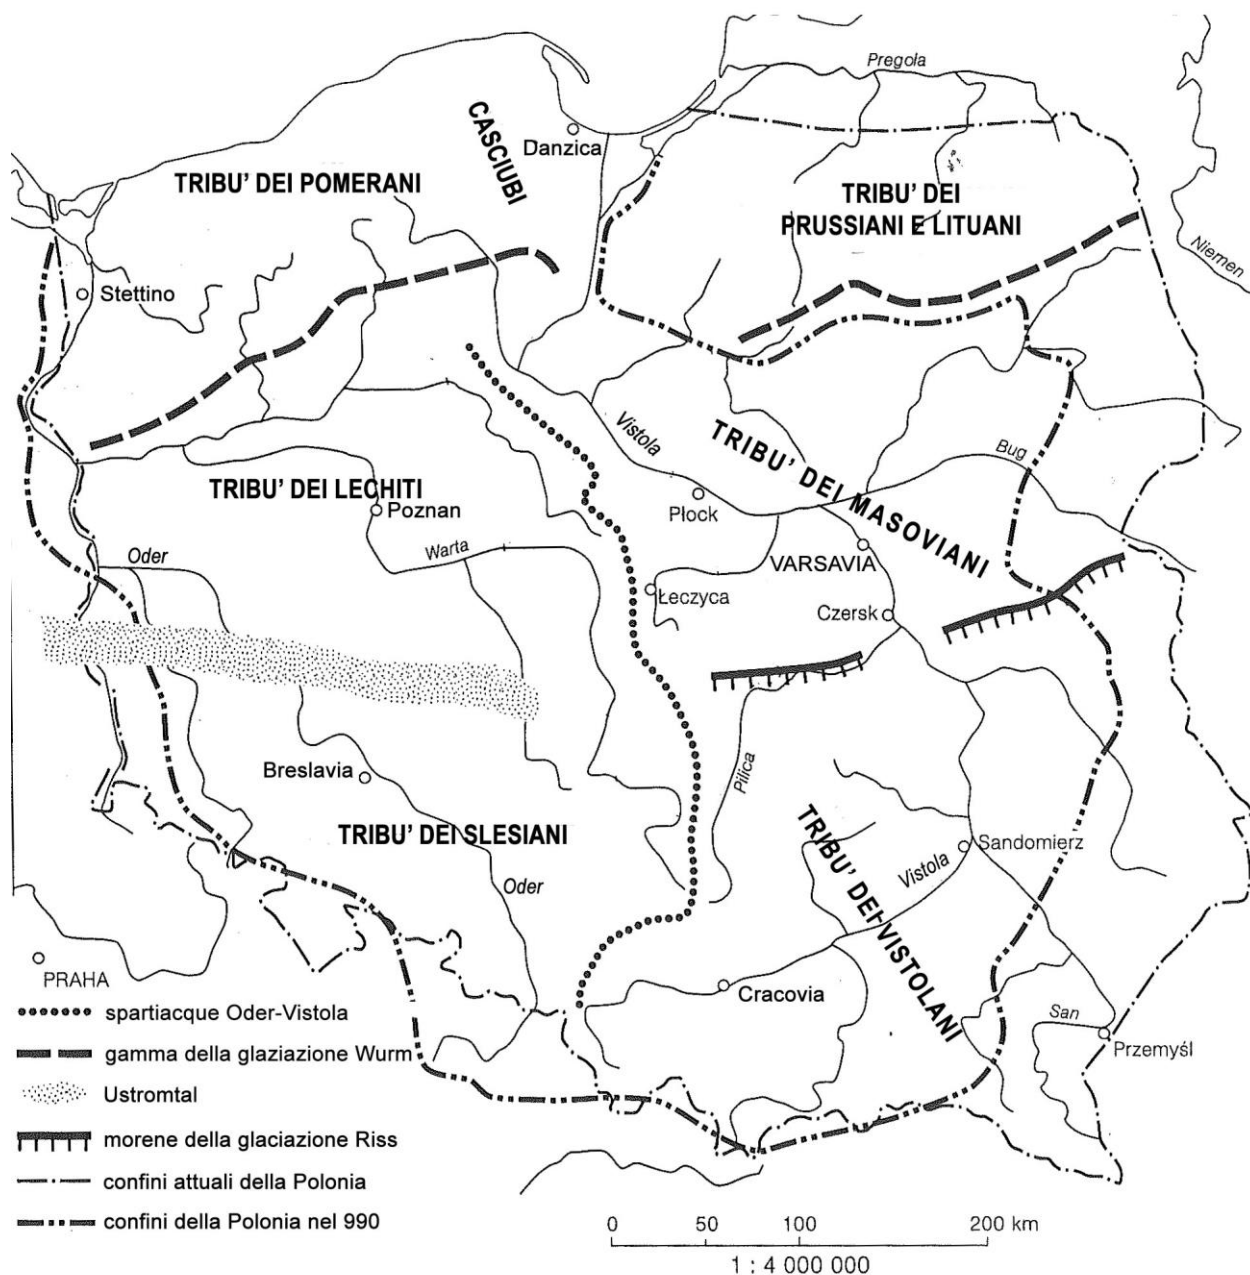 Pregola
CASCIUBI
Danzica
TRIBU' DEI POMERANI
TRIBU' DEI
PRUSSIANI E LITUANI
Niemen
Stettino
Vistola
TRIBU' DEI MASOVIANI
Bug
TRIBU' DEI LECHITI
Poznan
Płock
Oder
Warta
VARSAVIA
Łeczyca
Czersk
Breslavia
Pilica
TRIBU' DEI SLESIANI
TRIBU' DEI VISTOLANI
Sandomierz
Vistola
Oder
PRAHA
Cracovia
San
Przemyśl
spartiacque Oder-Vistola
gamma della glaziazione Wurm
Ustromtal
morene della glaciazione Riss
confini attuali della Polonia
confini della Polonia nel 990
0 50 100 200 km
1 : 4 000 000